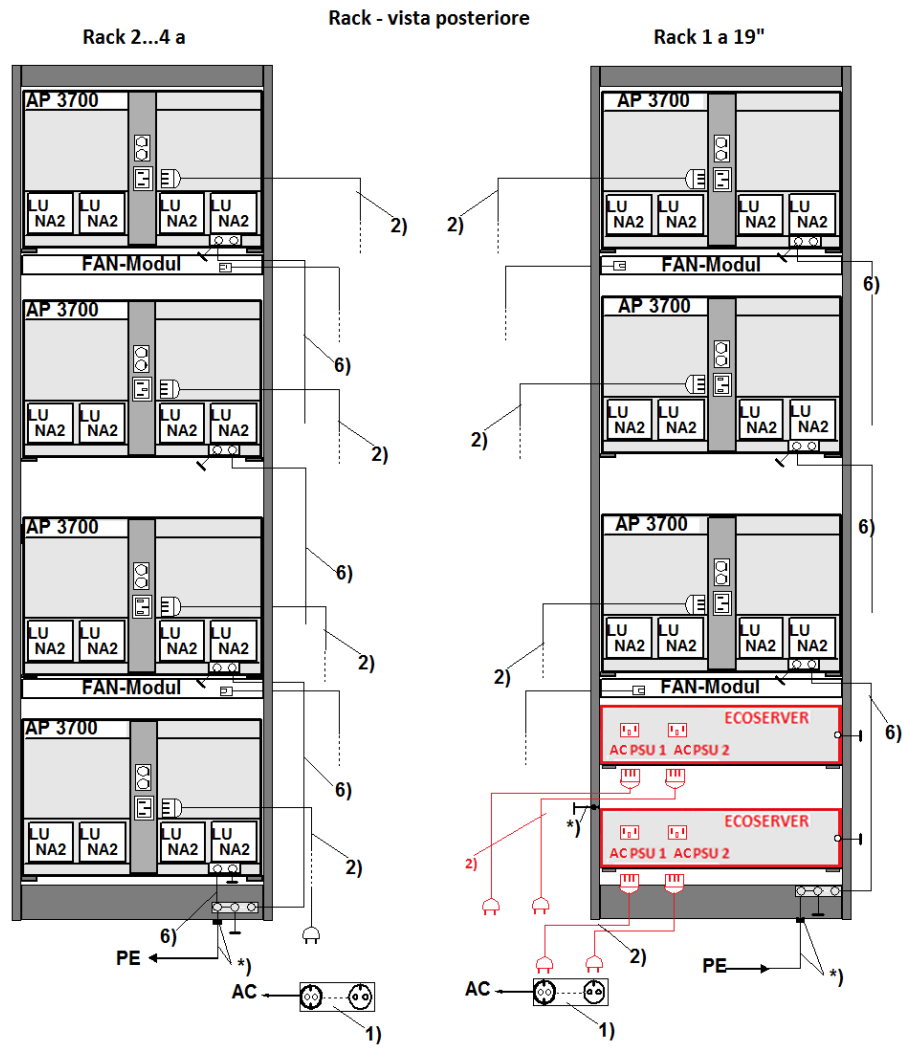 Rack - vista posteriore
Rack 2...4 a
AP 3700
LU NA2 LU NA2 LU NA2 LU NA2
2)
FAN-Modul
6)
AP 3700
LU NA2 LU NA2 LU NA2 LU NA2
2)
AP 3700
6)
LU NA2 LU NA2 LU NA2 LU NA2
2)
FAN-Modul
AP 3700
6)
LU NA2 LU NA2 LU NA2 LU NA2
2)
6)
PE
*)
AC
1)
Rack 1 a 19"
AP 3700
LU NA2 LU NA2 LU NA2 LU NA2
2)
FAN-Modul
6)
AP 3700
LU NA2 LU NA2 LU NA2 LU NA2
2)
AP 3700
6)
LU NA2 LU NA2 LU NA2 LU NA2
2)
FAN-Modul
ECOSERVER
6)
AC PSU 1 AC PSU 2
*)
ECOSERVER
2)
AC PSU 1 AC PSU 2
2)
PE
*)
AC
1)